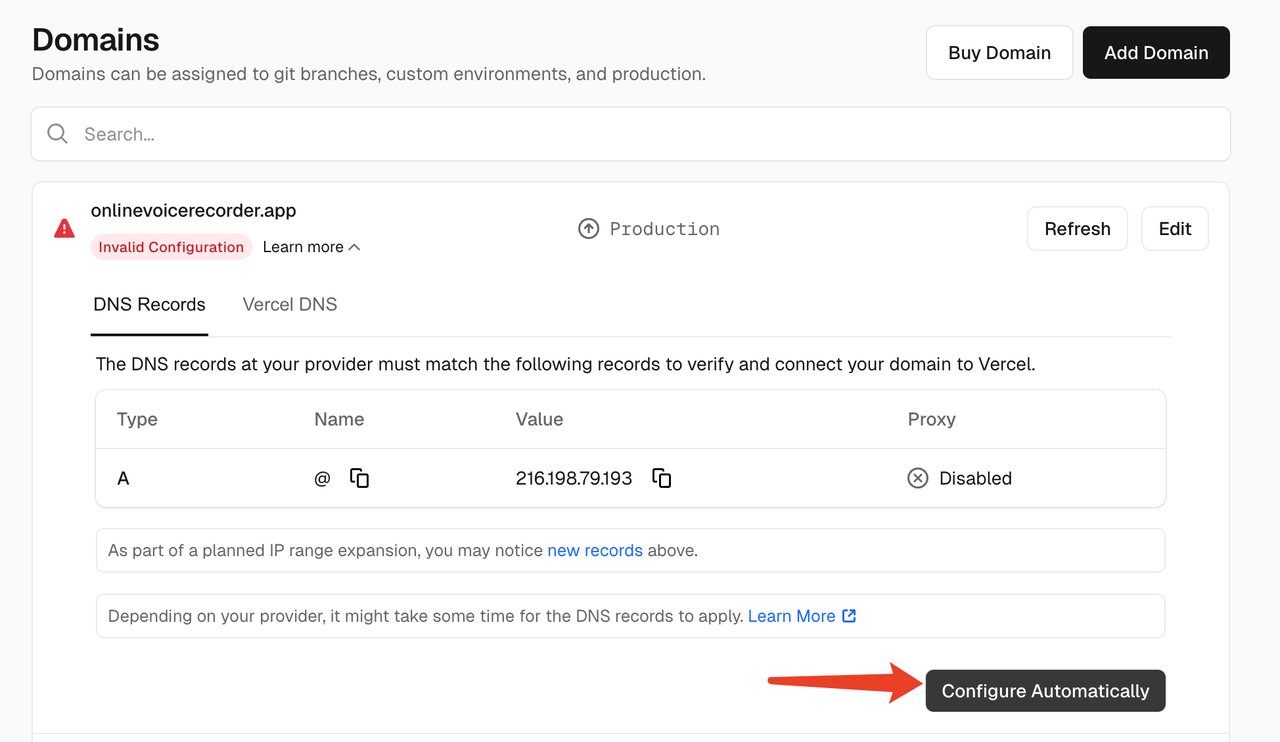 Domains
Domains can be assigned to git branches, custom environments, and production.
Buy Domain
Add Domain
Search...
onlinevoicerecorder.app
Invalid Configuration
Learn more
Production
Refresh
Edit
DNS Records
Vercel DNS
The DNS records at your provider must match the following records to verify and connect your domain to Vercel.
Type
Name
Value
Proxy
A
@
216.198.79.193
Disabled
As part of a planned IP range expansion, you may notice new records above.
Depending on your provider, it might take some time for the DNS records to apply. Learn More
Configure Automatically